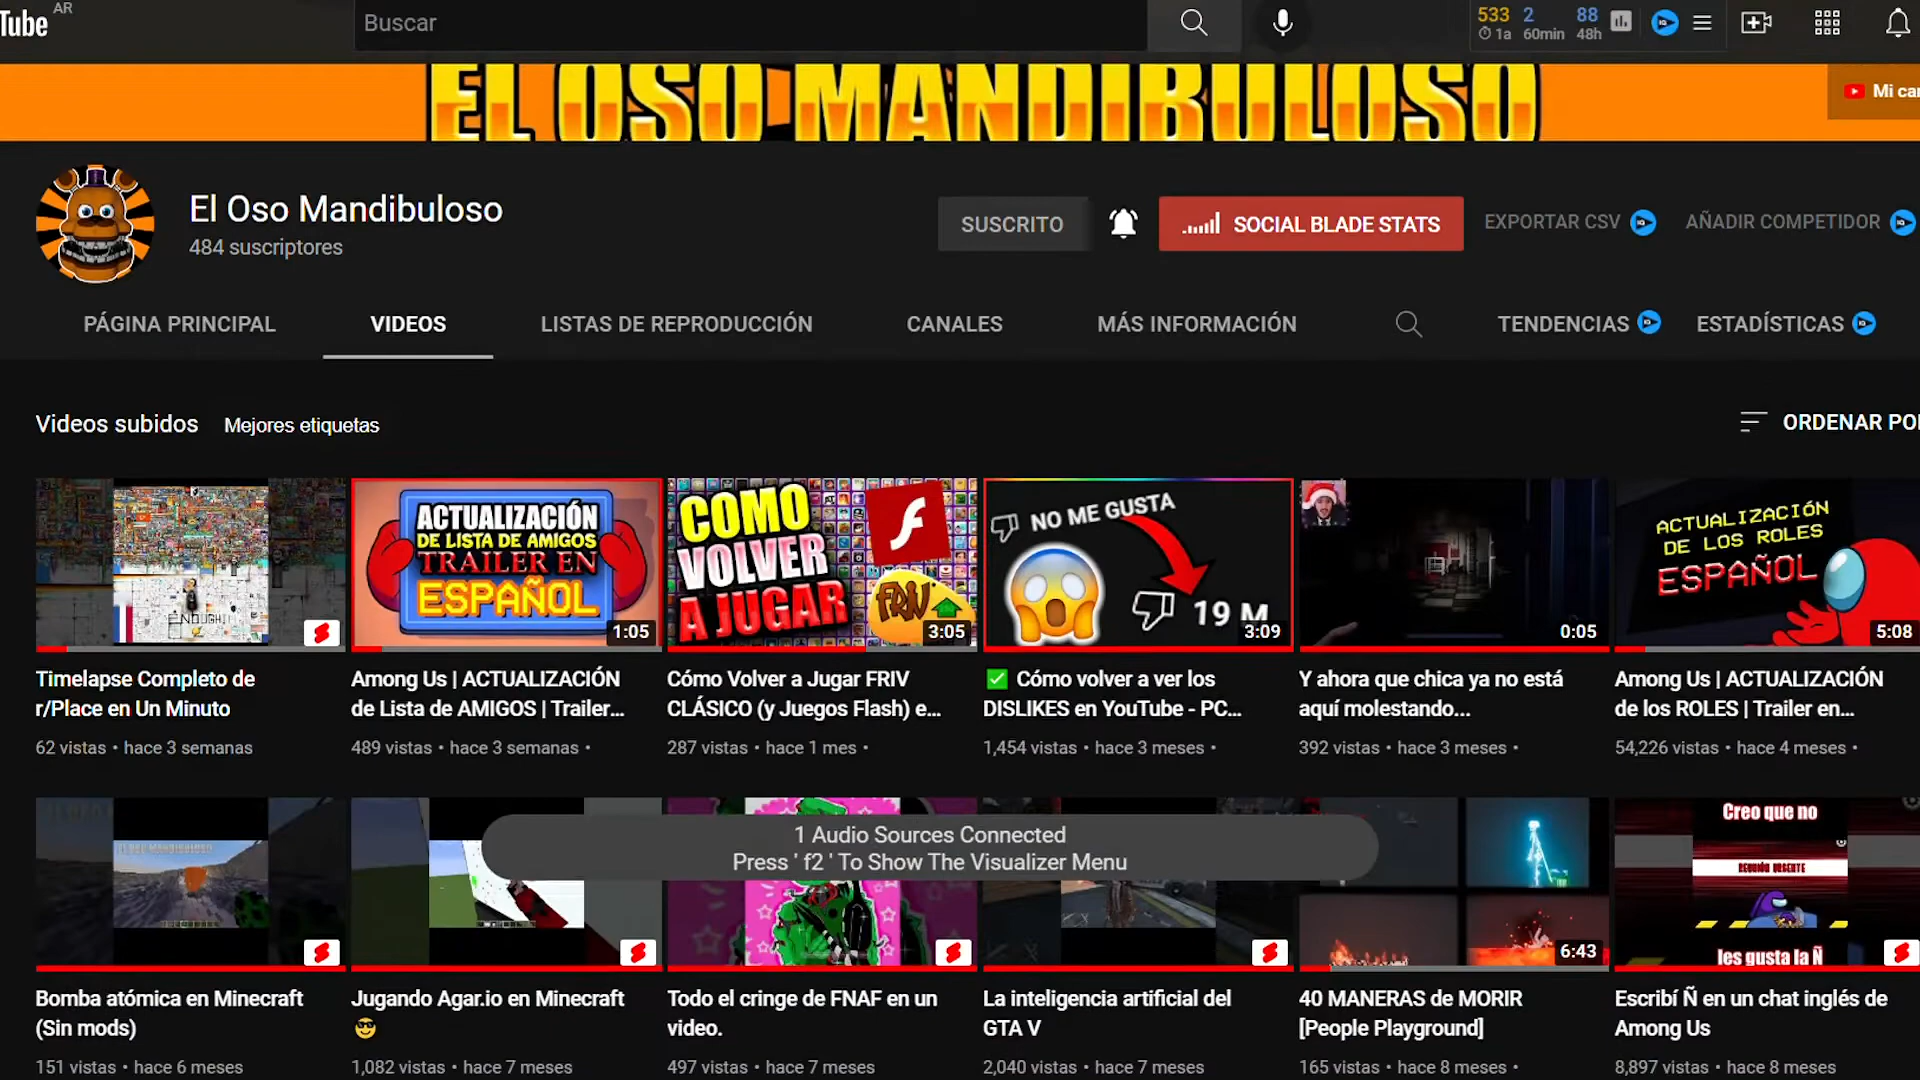 Tube AR
Buscar
533 2 88
1a 60min 48h
EL OSO MANDIBULOSO
Mi can
El Oso Mandibuloso
484 suscriptores
SUSCRITO
SOCIAL BLADE STATS
EXPORTAR CSV
AÑADIR COMPETIDOR
PÁGINA PRINCIPAL
VIDEOS
LISTAS DE REPRODUCCIÓN
CANALES
MÁS INFORMACIÓN
TENDENCIAS
ESTADÍSTICAS
Videos subidos
Mejores etiquetas
ORDENAR POR
ENOUGH!
ACTUALIZACIÓN
DE LISTA DE AMIGOS
TRAILER EN
ESPAÑOL
1:05
COMO
VOLVER
A JUGAR
FRIV
3:05
NO ME GUSTA
19 M
3:09
0:05
ACTUALIZACIÓN
DE LOS ROLES
ESPAÑOL
5:08
Timelapse Completo de
r/Place en Un Minuto
62 vistas • hace 3 semanas
Among Us | ACTUALIZACIÓN
de Lista de AMIGOS | Trailer...
489 vistas • hace 3 semanas •
Cómo Volver a Jugar FRIV
CLÁSICO (y Juegos Flash) e...
287 vistas • hace 1 mes •
✅ Cómo volver a ver los
DISLIKES en YouTube - PC...
1,454 vistas • hace 3 meses •
Y ahora que chica ya no está
aquí molestando...
392 vistas • hace 3 meses •
Among Us | ACTUALIZACIÓN
de los ROLES | Trailer en...
54,226 vistas • hace 4 meses •
EL OSO MANDIBULOSO
1 Audio Sources Connected
Press ' f2 ' To Show The Visualizer Menu
6:43
Creo que no
REUNIÓN URGENTE
les gusta la Ñ
Bomba atómica en Minecraft
(Sin mods)
151 vistas • hace 6 meses
Jugando Agar.io en Minecraft
😎
1,082 vistas • hace 7 meses
Todo el cringe de FNAF en un
video.
497 vistas • hace 7 meses
La inteligencia artificial del
GTA V
2,040 vistas • hace 7 meses
40 MANERAS de MORIR
[People Playground]
165 vistas • hace 8 meses •
Escribí Ñ en un chat inglés de
Among Us
8,897 vistas • hace 8 meses